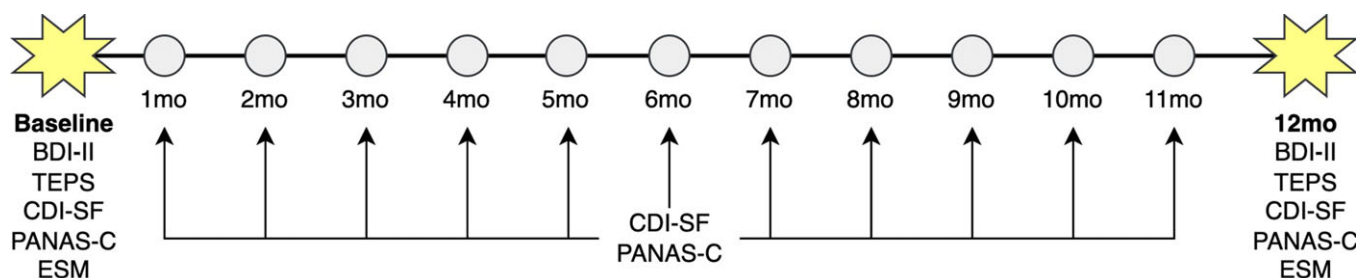 1mo 2mo 3mo 4mo 5mo 6mo 7mo 8mo 9mo 10mo 11mo
Baseline
BDI-II
TEPS
CDI-SF
PANAS-C
ESM
CDI-SF
PANAS-C
12mo
BDI-II
TEPS
CDI-SF
PANAS-C
ESM